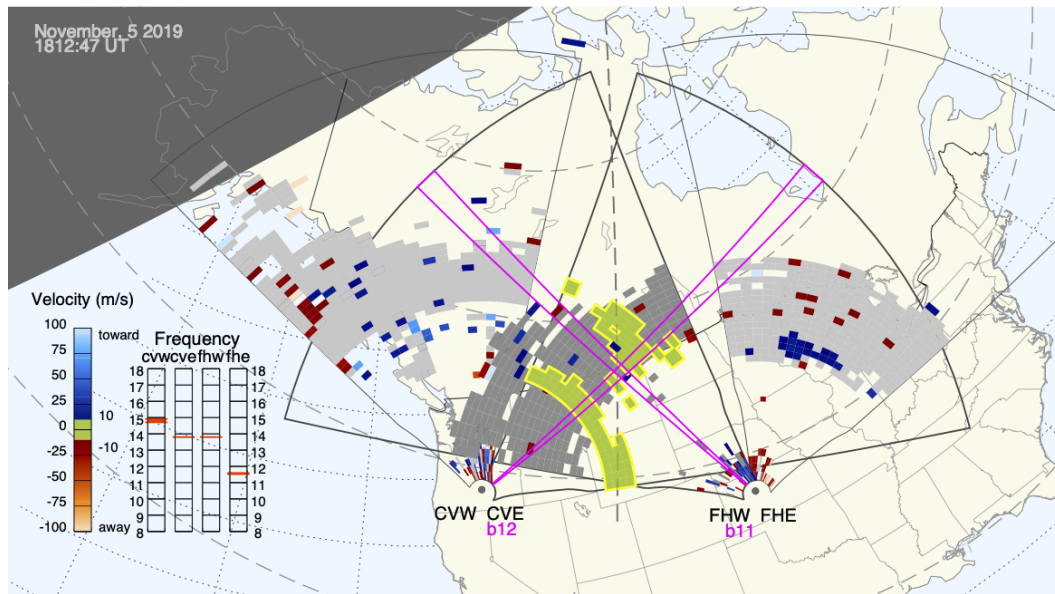 November, 5 2019
1812:47 UT
Velocity (m/s)
100 toward
75
50
25
10
0
-10
-25
-50
-75
-100 away
Frequency
cvwcvefhwfhe
18 18
17 17
16 16
15 15
14 14
13 13
12 12
11 11
10 10
9 9
8 8
CVW CVE
b12
FHW FHE
b11